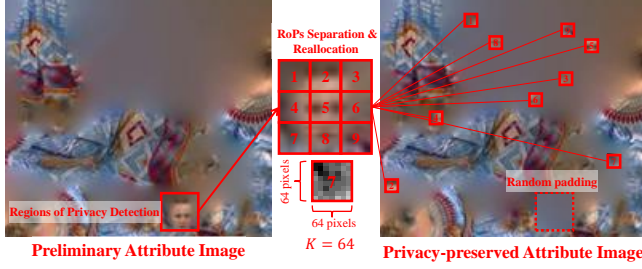 RoPs Separation &
Reallocation
1 2 3
4 5 6
7 8 9
?
64 pixels
64 pixels
K = 64
Regions of Privacy Detection
Random padding
Preliminary Attribute Image
Privacy-preserved Attribute Image